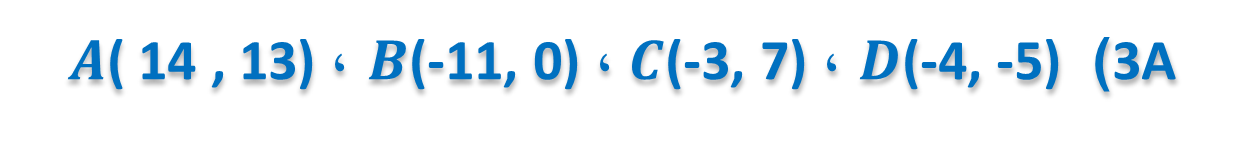 A( 14 , 13) ، B(-11, 0) ، C(-3, 7) ، D(-4, -5) (3A